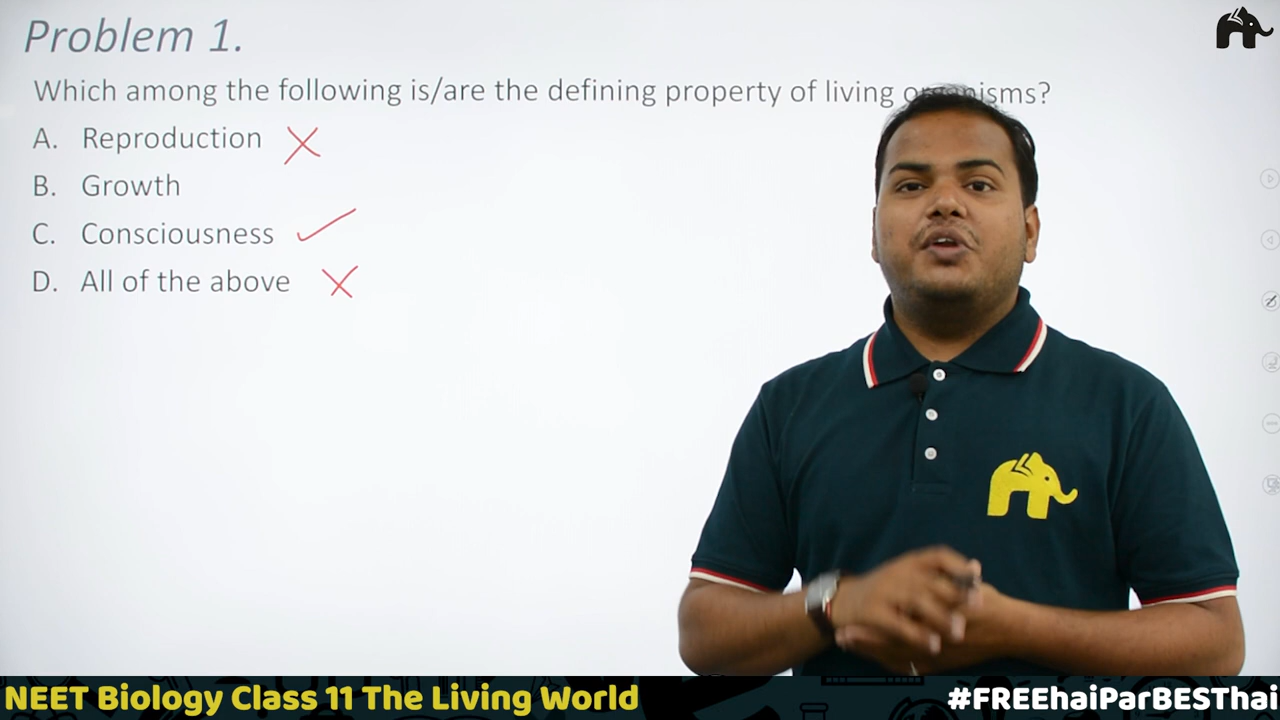 Problem 1.
Which among the following is/are the defining property of living organisms?
A. Reproduction
B. Growth
C. Consciousness
D. All of the above
NEET Biology Class 11 The Living World
#FREEhaiParBESThai